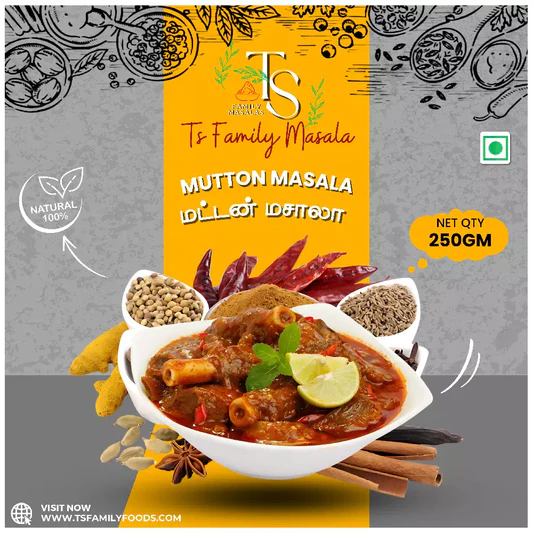 TS
FAMILY
MASALAS
Ts Family Masala
MUTTON MASALA
மட்டன் மசாலா
NATURAL
100%
NET QTY
250GM
VISIT NOW
WWW.TSFAMILYFOODS.COM